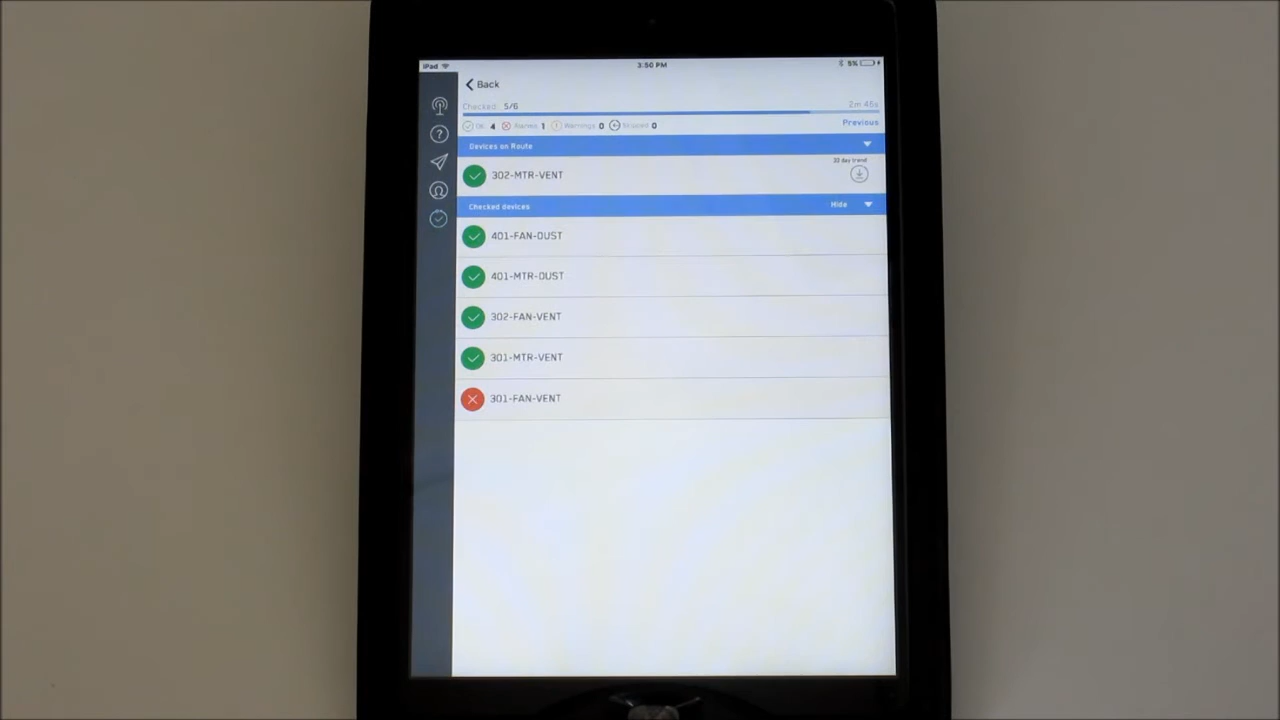 iPad 3:50 PM 5%
Back
Checked: 5/6 2m 46s
OK 4 Alarms 1 Warnings 0 Skipped 0 Previous
Devices on Route
302-MTR-VENT 30 day trend
Checked devices Hide
401-FAN-DUST
401-MTR-DUST
302-FAN-VENT
301-MTR-VENT
301-FAN-VENT